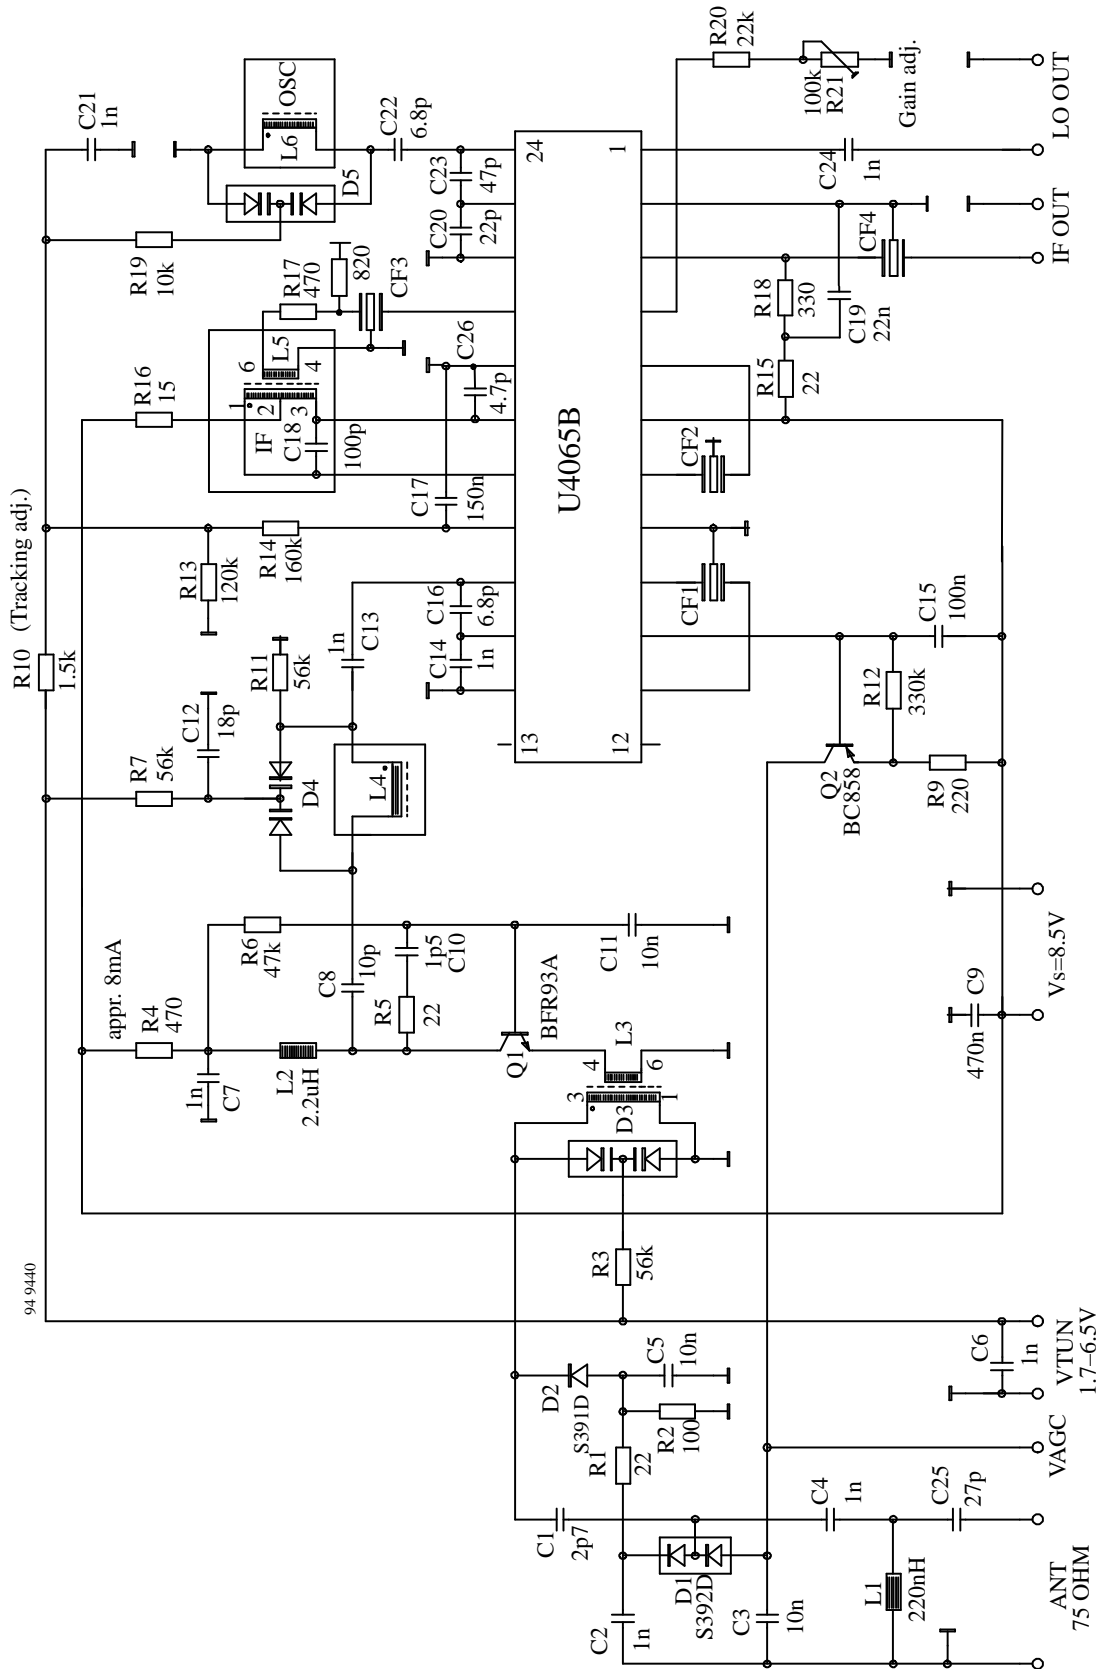 94 9440
R10 (Tracking adj.)
1.5k
C21
1n
R19
10k
D5
L6
OSC
C22
6.8p
C23
47p
C20
22p
24
1
R20
22k
100k
R21
Gain adj.
C24
1n
LO OUT
IF OUT
CF4
R18
330
C19
22n
R15
22
R17
470
820
CF3
R16
15
1
2
3
IF
6
4
L5
C18
100p
C26
4.7p
C17
150n
R13
120k
R14
160k
U4065B
CF2
CF1
C13
1n
C16
6.8p
C14
1n
13
12
R11
56k
C12
18p
R7
56k
D4
L4
C15
100n
R12
330k
Q2
BC858
R9
220
appr. 8mA
R4
470
R6
47k
C7
1n
L2
2.2uH
C8
10p
R5
22
1p5
C10
Q1
BFR93A
C11
10n
L3
4
6
3
1
D3
C9
470n
Vs=8.5V
R3
56k
D2
S391D
C5
10n
R1
22
R2
100
C6
1n
VTUN
1.7–6.5V
VAGC
C1
2p7
C2
1n
D1
S392D
C3
10n
C4
1n
C25
27p
L1
220nH
ANT
75 OHM